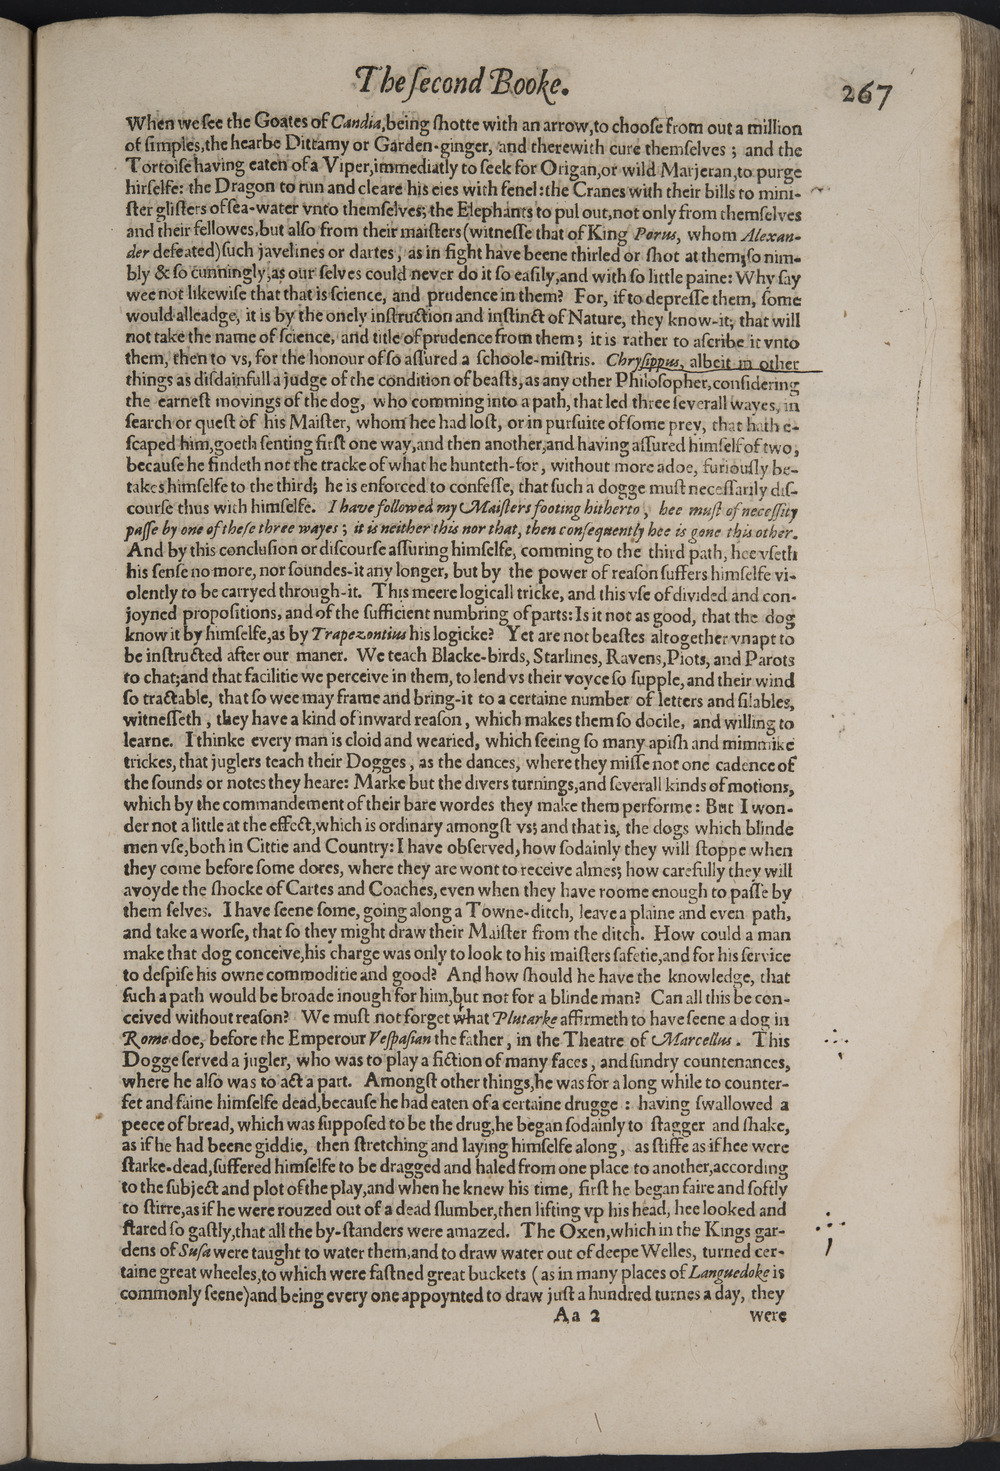 The ſecond Booke. 267
When we ſee the Goates of Candia,being ſhotte with an arrow,to chooſe from out a million
of ſimples,the hearbe Dittamy or Garden-ginger, and therewith cure themſelves ; and the
Tortoiſe having eaten of a Viper,immediatly to ſeek for Origan,or wild Marjeran,to purge
hirſelfe: the Dragon to run and cleare his eies with fenel:the Cranes with their bills to mini-
ſter gliſters of ſea-water vnto themſelves; the Elephants to pul out,not only from themſelves
and their fellowes,but alſo from their maiſters(witneſſe that of King Porus, whom Alexan-
der defeated)ſuch javelines or dartes, as in fight have beene thirled or ſhot at them;ſo nim-
bly & ſo cunningly,as our ſelves could never do it ſo eaſily,and with ſo little paine: Why ſay
wee not likewiſe that that is ſcience, and prudence in them? For, if to depreſſe them, ſome
would alleadge, it is by the onely inſtruction and inſtinct of Nature, they know-it; that will
not take the name of ſcience, and title of prudence from them ; it is rather to aſcribe it vnto
them, then to vs, for the honour of ſo aſſured a ſchoole-miſtris. Chryſippus, albeit in other
things as diſdainfull a judge of the condition of beaſts,as any other Philoſopher,conſidering
the earneſt movings of the dog, who comming into a path, that led three ſeverall wayes, in
ſearch or queſt of his Maiſter, whom hee had loſt, or in purſuite of ſome prey, that hath e-
ſcaped him,goeth ſenting firſt one way,and then another,and having aſſured himſelf of two,
becauſe he findeth not the tracke of what he hunteth-for, without more adoe, furiouſly be-
takes himſelfe to the third; he is enforced to confeſſe, that ſuch a dogge muſt neceſſarily diſ-
courſe thus with himſelfe. I have followed my Maiſters footing hitherto, hee muſt of neceſſity
paſſe by one of theſe three wayes ; it is neither this nor that, then conſequently hee is gone this other.
And by this concluſion or diſcourſe aſſuring himſelfe, comming to the third path, hee vſeth
his ſenſe no more, nor ſoundes-it any longer, but by the power of reaſon ſuffers himſelfe vi-
olently to be carryed through-it. This meere logicall tricke, and this vſe of divided and con-
joyned propoſitions, and of the ſufficient numbring of parts: Is it not as good, that the dog
know it by himſelfe,as by Trapezontius his logicke? Yet are not beaſtes altogether vnapt to
be inſtructed after our maner. We teach Blacke-birds, Starlines, Ravens,Piots, and Parots
to chat;and that facilitie we perceive in them, to lend vs their voyce ſo ſupple, and their wind
ſo tractable, that ſo wee may frame and bring-it to a certaine number of letters and ſilables,
witneſſeth , they have a kind of inward reaſon, which makes them ſo docile, and willing to
learne. I thinke every man is cloid and wearied, which ſeeing ſo many apiſh and mimmike
trickes, that juglers teach their Dogges , as the dances, where they miſſe not one cadence of
the ſounds or notes they heare: Marke but the divers turnings,and ſeverall kinds of motions,
which by the commandement of their bare wordes they make them performe: But I won-
der not a little at the effect,which is ordinary amongſt vs; and that is, the dogs which blinde
men vſe,both in Cittie and Country: I have obſerved, how ſodainly they will ſtoppe when
they come before ſome dores, where they are wont to receive almes; how carefully they will
avoyde the ſhocke of Cartes and Coaches, even when they have roome enough to paſſe by
them ſelves. I have ſeene ſome, going along a Towne-ditch, leave a plaine and even path,
and take a worſe, that ſo they might draw their Maiſter from the ditch. How could a man
make that dog conceive,his charge was only to look to his maiſters ſafetie,and for his ſervice
to deſpiſe his owne commoditie and good? And how ſhould he have the knowledge, that
ſuch a path would be broade inough for him,but not for a blinde man? Can all this be con-
ceived without reaſon? We muſt not forget what Plutarke affirmeth to have ſeene a dog in
Rome doe, before the Emperour Veſpaſian the father , in the Theatre of Marcellus. This
Dogge ſerved a jugler, who was to play a fiction of many faces, and ſundry countenances,
where he alſo was to act a part. Amongſt other things,he was for a long while to counter-
fet and faine himſelfe dead,becauſe he had eaten of a certaine drugge : having ſwallowed a
peece of bread, which was ſuppoſed to be the drug,he began ſodainly to ſtagger and ſhake,
as if he had beene giddie, then ſtretching and laying himſelfe along , as ſtiffe as if hee were
ſtarke-dead, ſuffered himſelfe to be dragged and haled from one place to another,according
to the ſubject and plot of the play,and when he knew his time, firſt he began faire and ſoftly
to ſtirre,as if he were rouzed out of a dead ſlumber,then lifting vp his head, hee looked and
ſtared ſo gaſtly,that all the by-ſtanders were amazed. The Oxen,which in the Kings gar-
dens of Suſa were taught to water them,and to draw water out of deepe Welles, turned cer-
taine great wheeles,to which were faſtned great buckets (as in many places of Languedoke is
commonly ſeene)and being every one appoynted to draw juſt a hundred turnes a day, they
Aa 2 were